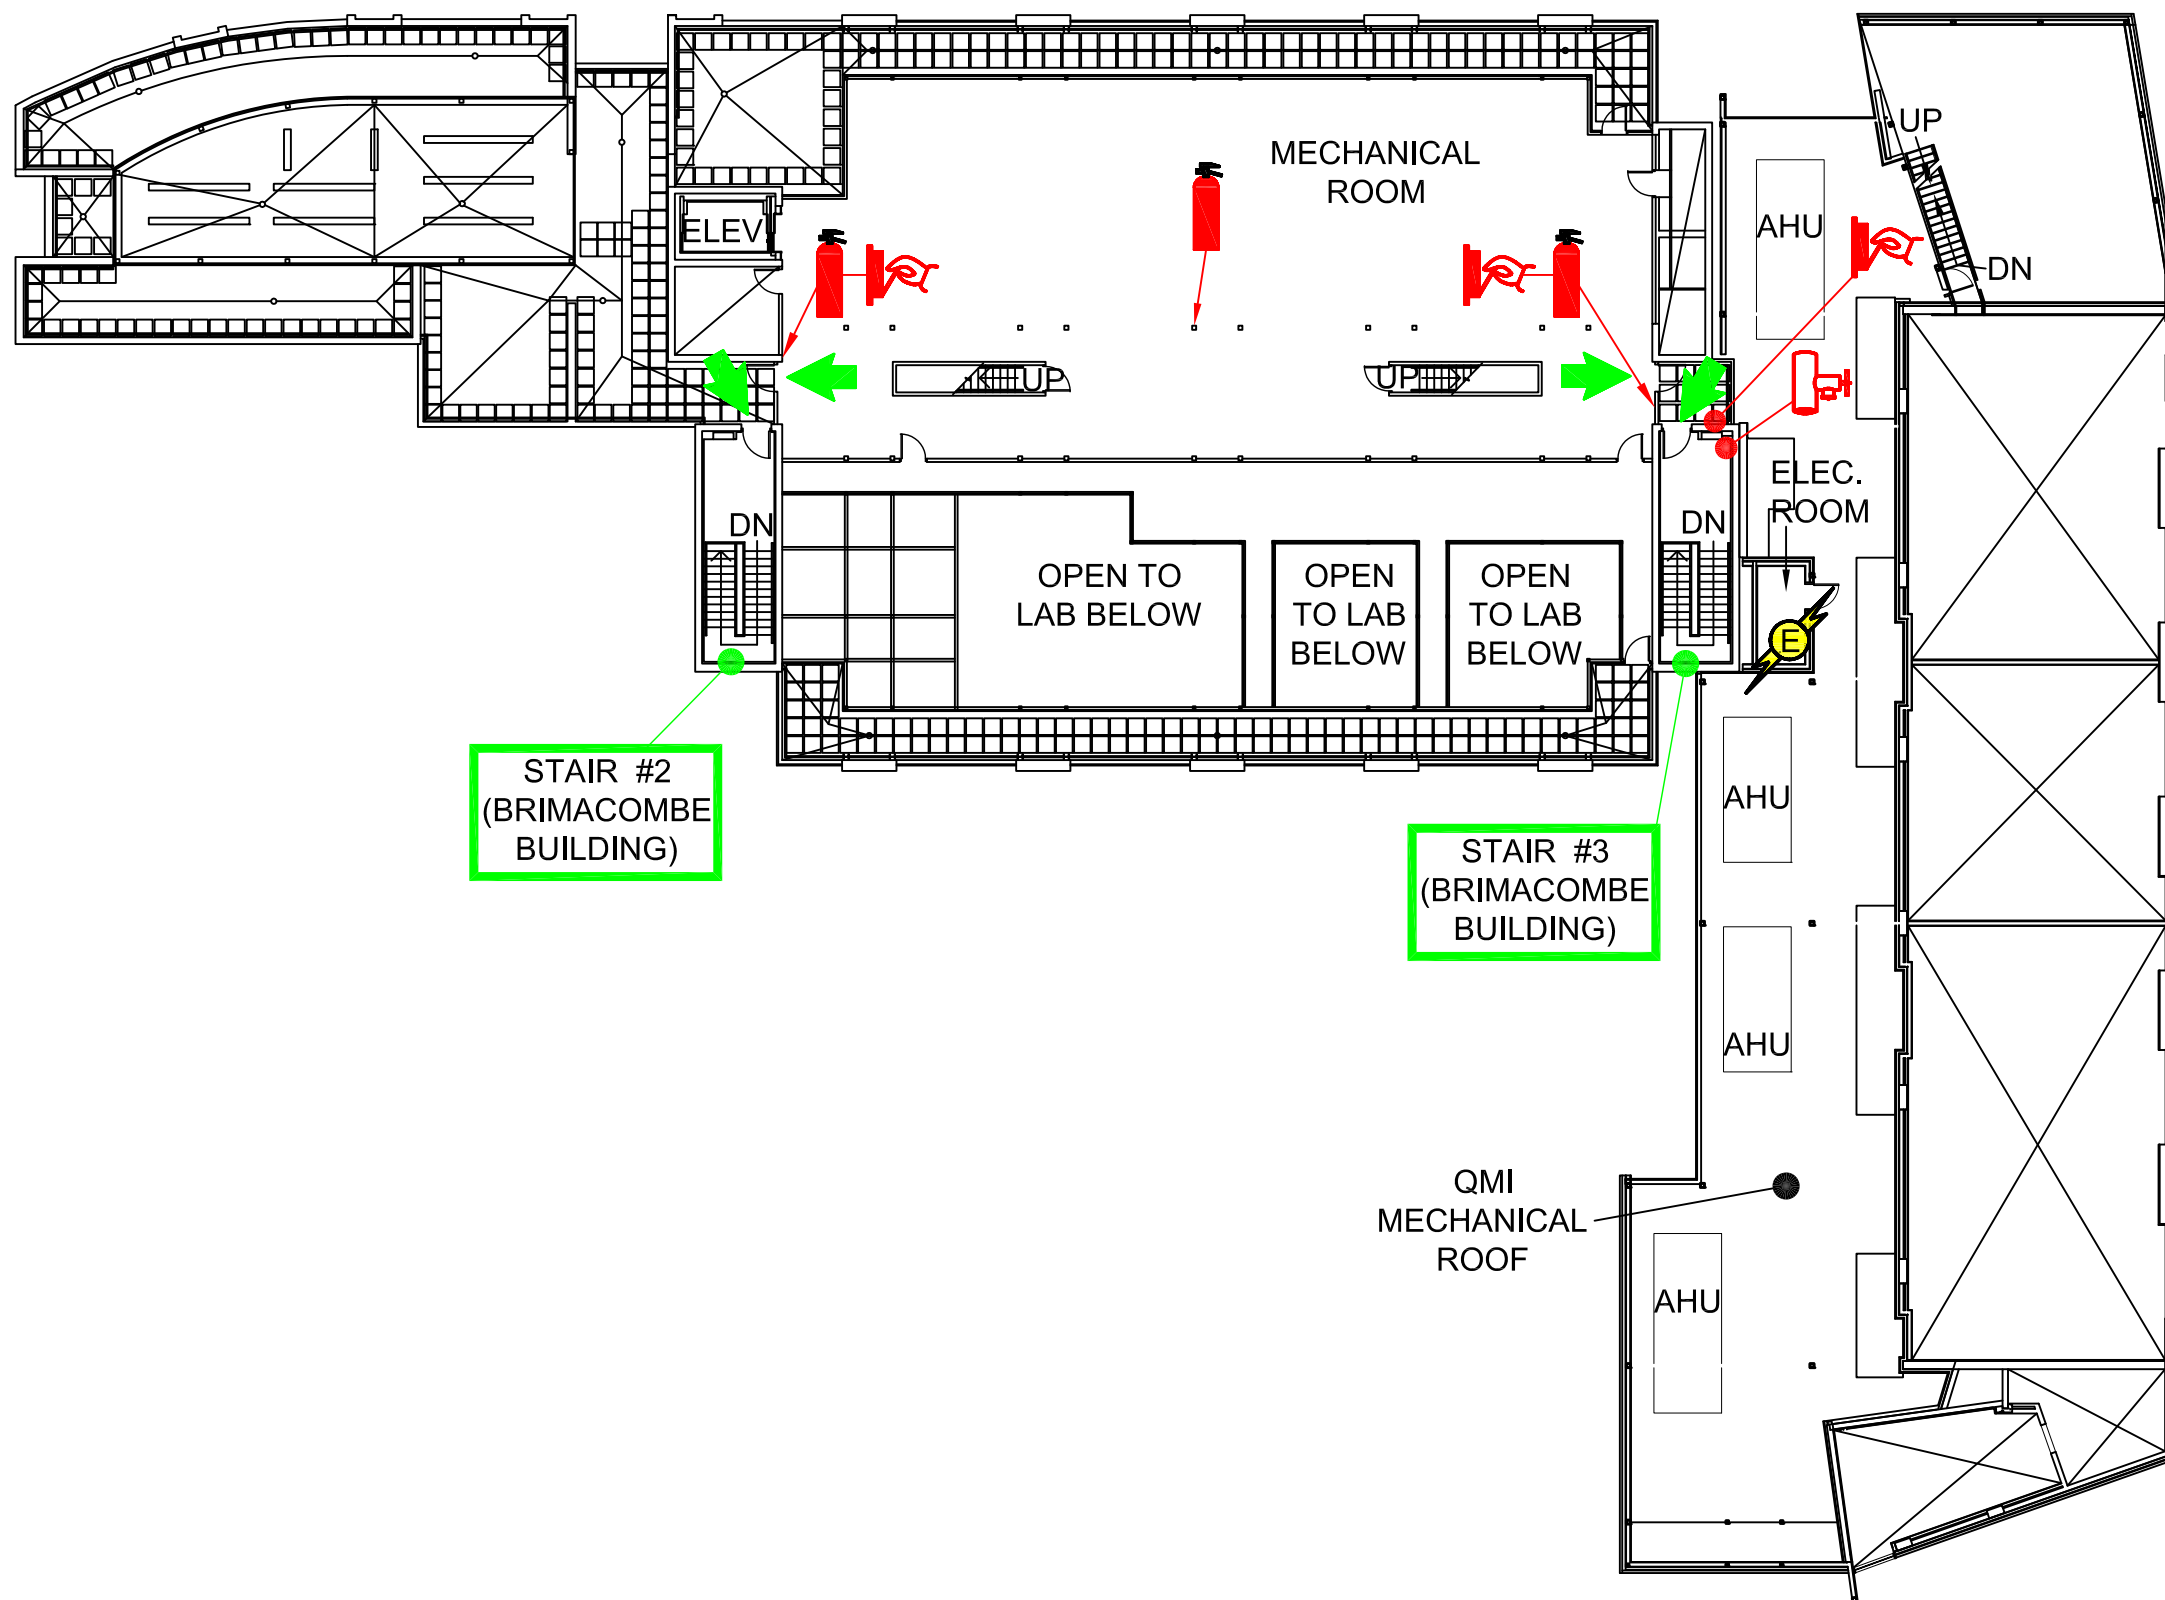 MECHANICAL
ROOM
UP
ELEV
AHU
DN
UP
UP
ELEC.
ROOM
DN
DN
OPEN TO
LAB BELOW
OPEN
TO LAB
BELOW
OPEN
TO LAB
BELOW
E
STAIR #2
(BRIMACOMBE
BUILDING)
AHU
STAIR #3
(BRIMACOMBE
BUILDING)
AHU
QMI
MECHANICAL
ROOF
AHU